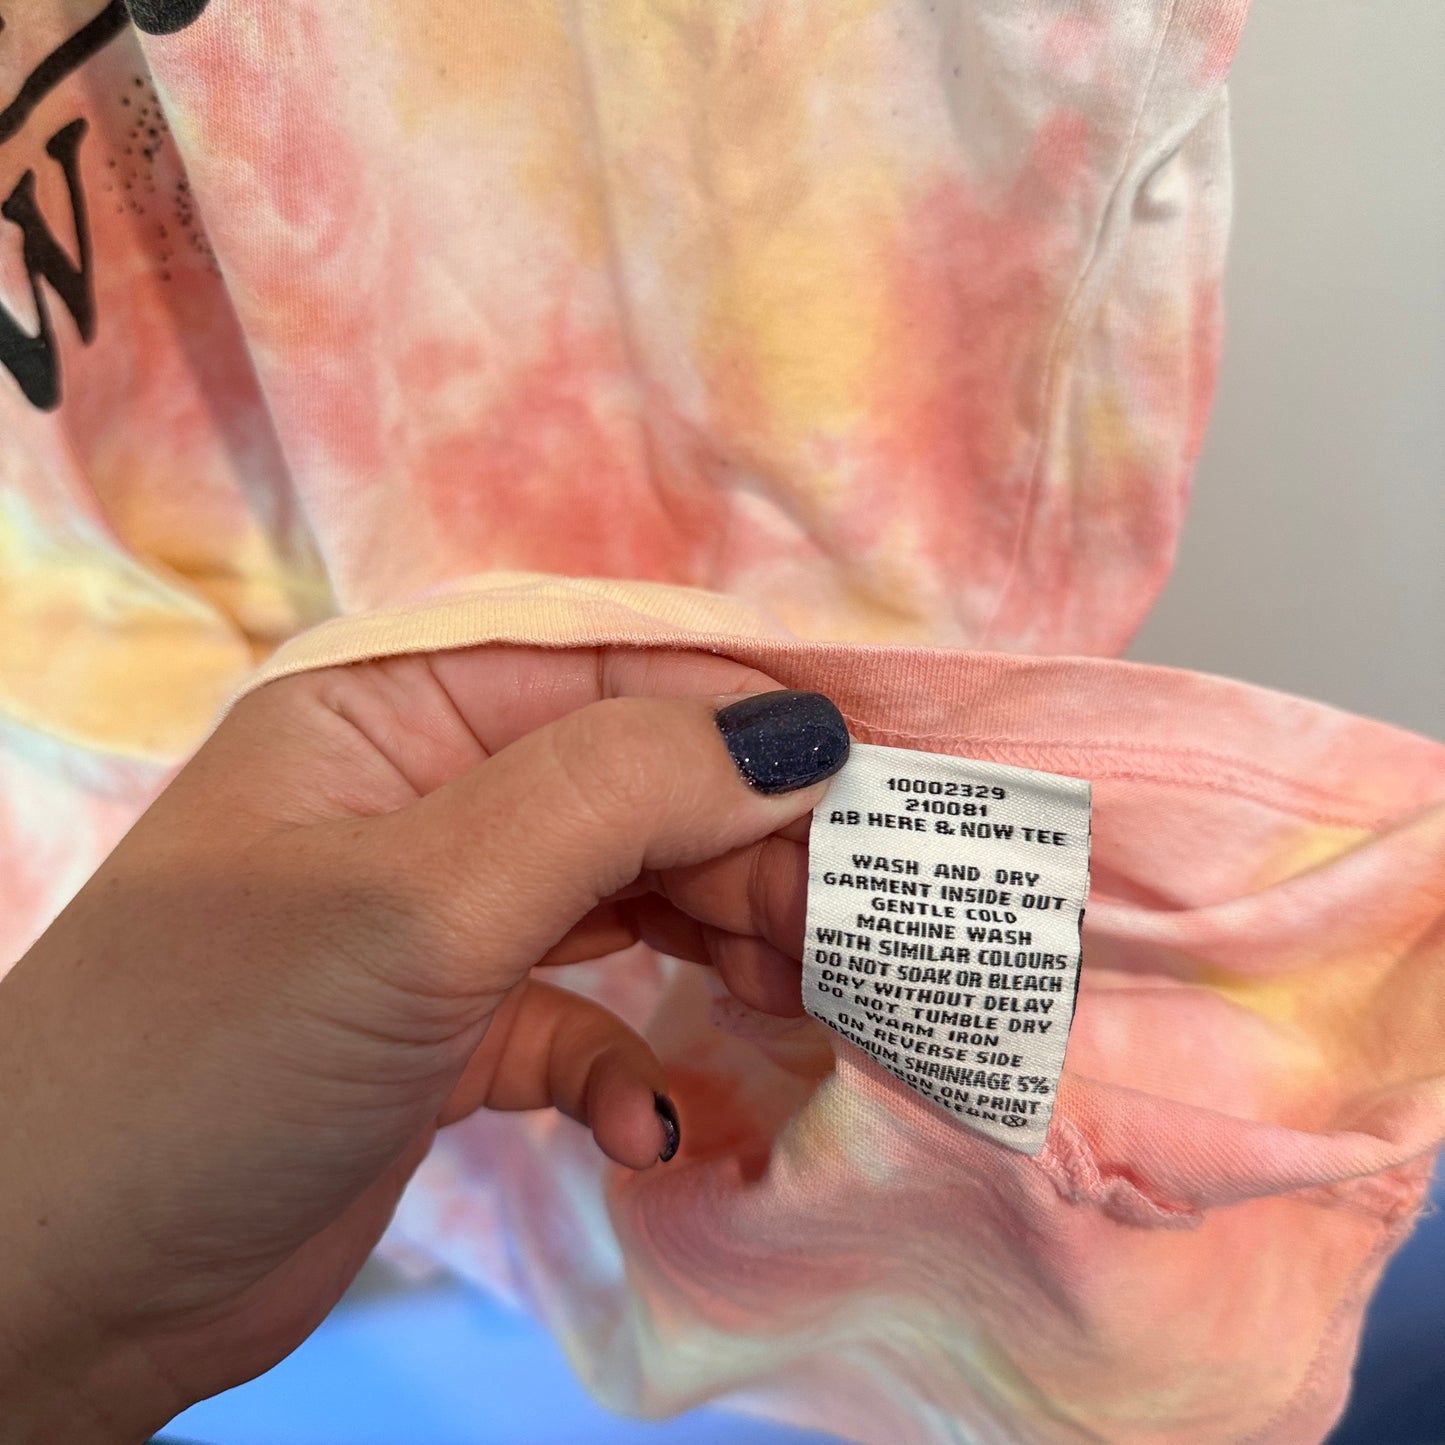 W
10002329
210081
AB HERE & NOW TEE
WASH AND DRY
GARMENT INSIDE OUT
GENTLE COLD
MACHINE WASH
WITH SIMILAR COLOURS
DO NOT SOAK OR BLEACH
DRY WITHOUT DELAY
DO NOT TUMBLE DRY
WARM IRON
ON REVERSE SIDE
MAXIMUM SHRINKAGE 5%
IRON ON PRINT